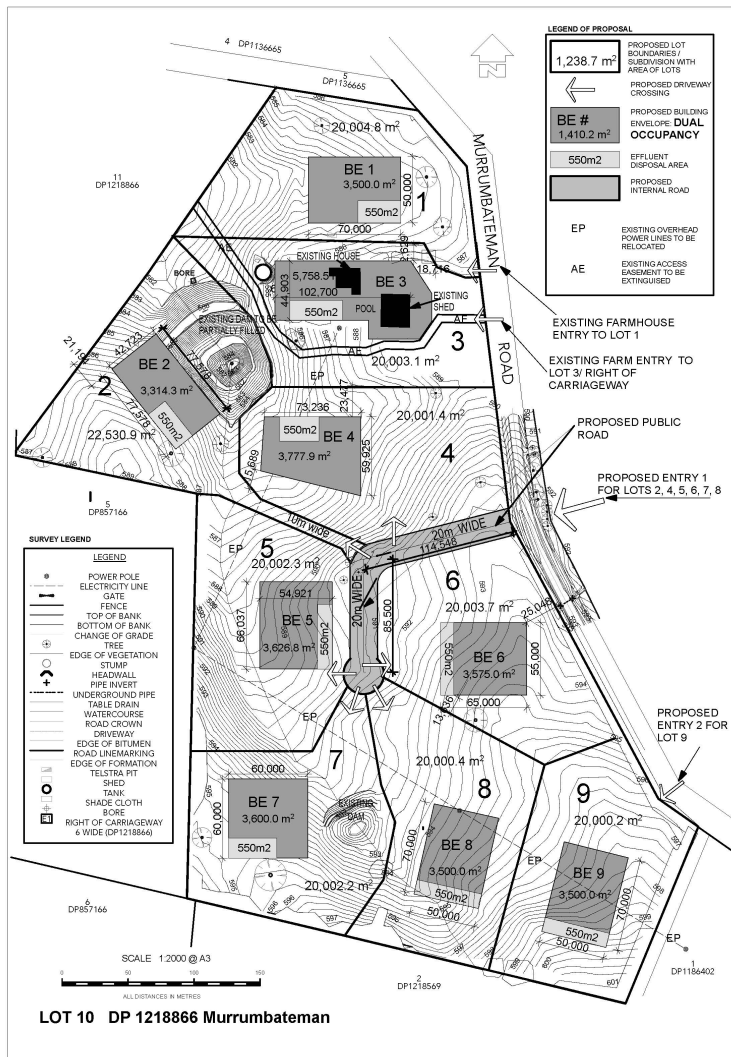 4 DP1136665
5
DP1136665
LEGEND OF PROPOSAL
1,238.7 m²
PROPOSED LOT
BOUNDARIES /
SUBDIVISION WITH
AREA OF LOTS
PROPOSED DRIVEWAY
CROSSING
BE #
1,410.2 m²
PROPOSED BUILDING
ENVELOPE: DUAL
OCCUPANCY
550m2
EFFLUENT
DISPOSAL AREA
PROPOSED
INTERNAL ROAD
EP
EXISTING OVERHEAD
POWER LINES TO BE
RELOCATED
AE
EXISTING ACCESS
EASEMENT TO BE
EXTINGUISED
N
11
DP1218866
20,004.8 m²
BE 1
3,500.0 m²
550m2
50,000
70,000
1
MURRUMBATEMAN
ROAD
AE
EXISTING HOUSE
18,716
BE 3
102,700
44,903
550m2
POOL
EXISTING
SHED
EXISTING DAM TO BE
PARTIALLY FILLED
AE
AE
3
20,003.1 m²
EXISTING FARMHOUSE
ENTRY TO LOT 1
EXISTING FARM ENTRY TO
LOT 3/ RIGHT OF
CARRIAGEWAY
BORE
42,723
BE 2
3,314.3 m²
77,578
550m2
2
22,530.9 m²
EP
23,477
73,236
550m2
BE 4
3,777.9 m²
59,925
20,001.4 m²
4
PROPOSED PUBLIC
ROAD
PROPOSED ENTRY 1
FOR LOTS 2, 4, 5, 6, 7, 8
5
DP857166
10m wide
20m WIDE
114,546
EP
5
20,002.3 m²
54,921
66,037
BE 5
3,626.8 m²
550m2
20m WIDE
85,500
6
20,003.7 m²
25,048
BE 6
3,575.0 m²
550m2
55,000
65,000
13,636
PROPOSED
ENTRY 2 FOR
LOT 9
SURVEY LEGEND
LEGEND
POWER POLE
ELECTRICITY LINE
GATE
FENCE
TOP OF BANK
BOTTOM OF BANK
CHANGE OF GRADE
TREE
EDGE OF VEGETATION
STUMP
HEADWALL
PIPE INVERT
UNDERGROUND PIPE
TABLE DRAIN
WATERCOURSE
ROAD CROWN
DRIVEWAY
EDGE OF BITUMEN
ROAD LINEMARKING
EDGE OF FORMATION
TELSTRA PIT
SHED
TANK
SHADE CLOTH
BORE
RIGHT OF CARRIAGEWAY
6 WIDE (DP1218866)
EP
7
60,000
60,000
BE 7
3,600.0 m²
550m2
EXISTING
DAM
20,002.2 m²
20,000.4 m²
8
BE 8
3,500.0 m²
70,000
550m2
50,000
9
20,000.2 m²
EP
BE 9
3,500.0 m²
70,000
550m2
50,000
EP
6
DP857166
2
DP1218569
1
DP1186402
SCALE 1:2000 @ A3
0 50 100 150
ALL DISTANCES IN METRES
LOT 10 DP 1218866 Murrumbateman